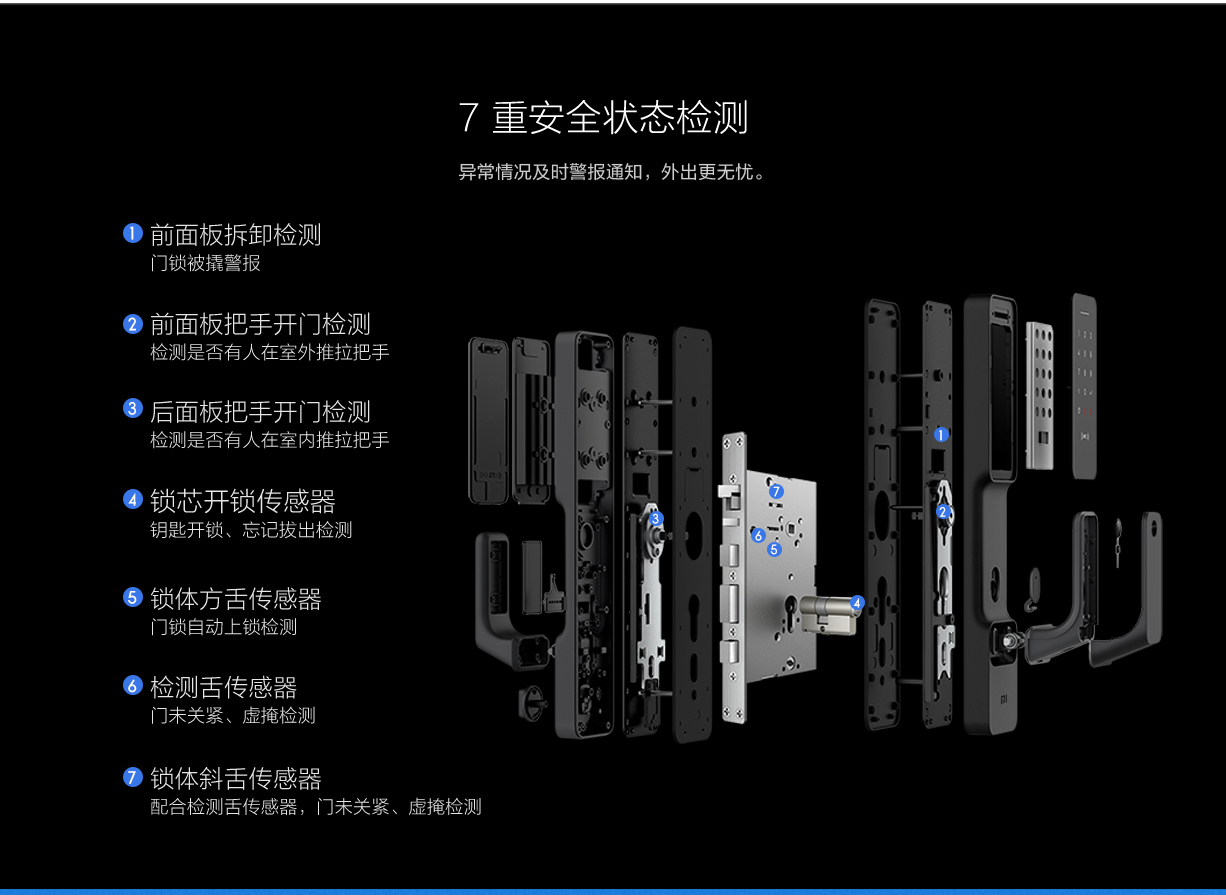 7 重安全状态检测
异常情况及时警报通知，外出更无忧。
1 前面板拆卸检测
门锁被撬警报
2 前面板把手开门检测
检测是否有人在室外推拉把手
3 后面板把手开门检测
检测是否有人在室内推拉把手
4 锁芯开锁传感器
钥匙开锁、忘记拔出检测
5 锁体方舌传感器
门锁自动上锁检测
6 检测舌传感器
门未关紧、虚掩检测
7 锁体斜舌传感器
配合检测舌传感器，门未关紧、虚掩检测
1
2
3
7
6
5
4
mi